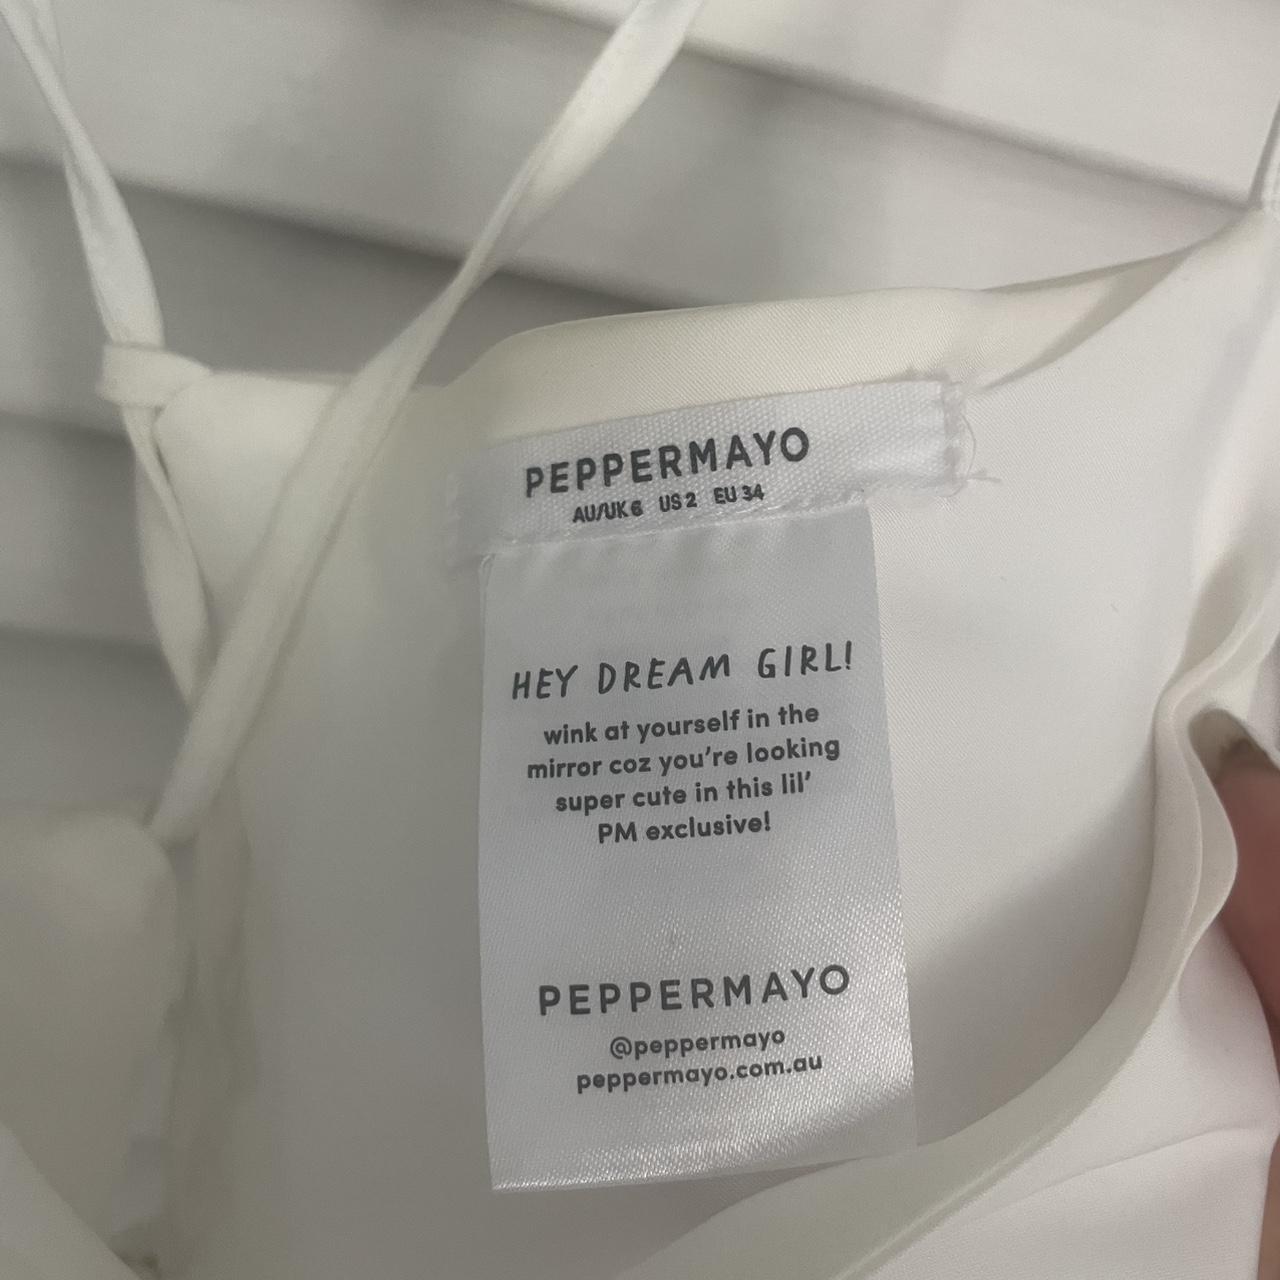 PEPPERMAYO
AU/UK 6 US 2 EU 34
HEY DREAM GIRL!
wink at yourself in the
mirror coz you're looking
super cute in this lil'
PM exclusive!
PEPPERMAYO
@peppermayo
peppermayo.com.au